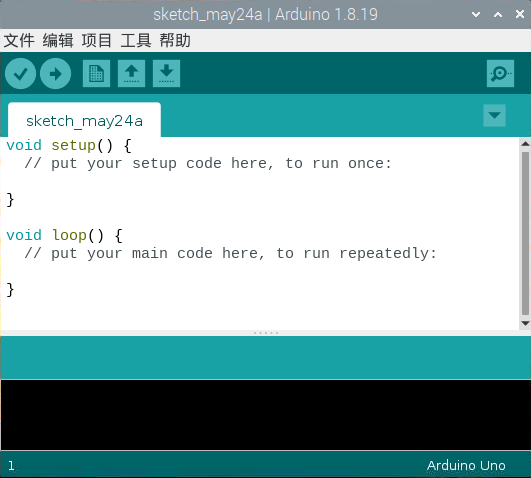 sketch_may24a | Arduino 1.8.19
文件 编辑 项目 工具 帮助
sketch_may24a
void setup() {
  // put your setup code here, to run once:
}
void loop() {
  // put your main code here, to run repeatedly:
}
1
Arduino Uno